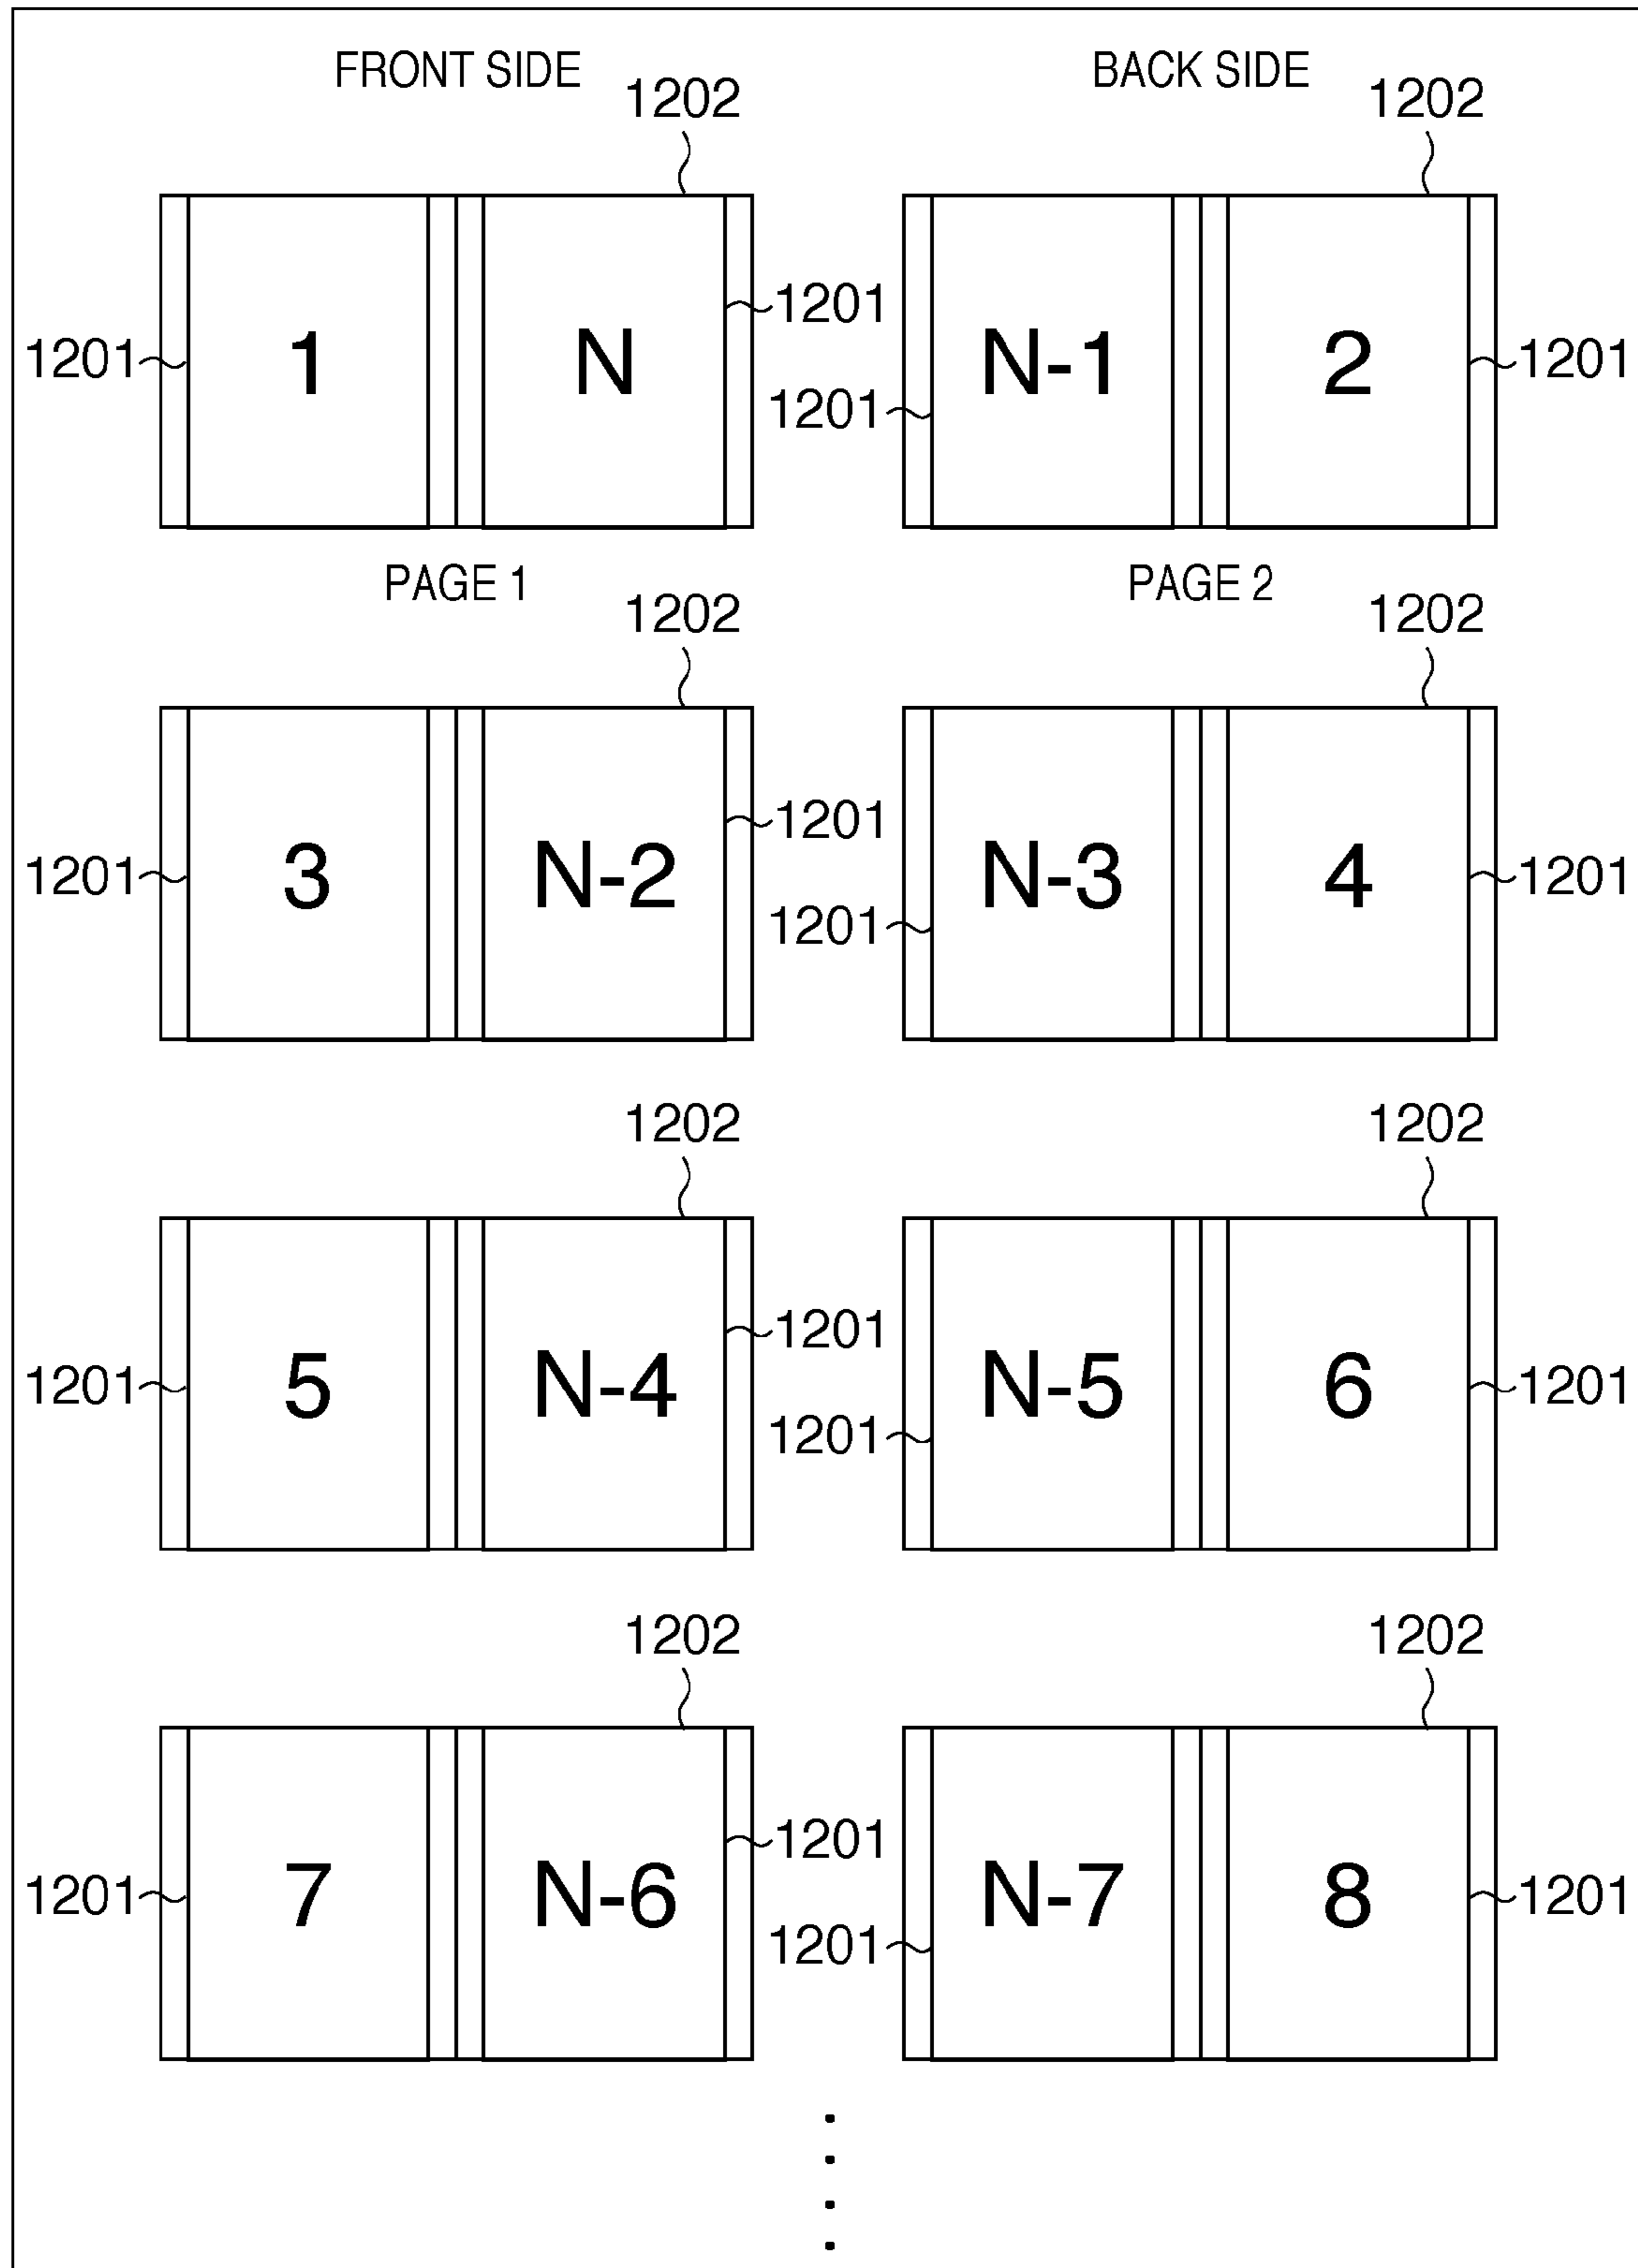 FRONT SIDE BACK SIDE
1202 1202
1201 1 N 1201 1201 N-1 2 1201
PAGE 1 PAGE 2
1202 1202
1201 3 N-2 1201 1201 N-3 4 1201
1202 1202
1201 5 N-4 1201 1201 N-5 6 1201
1202 1202
1201 7 N-6 1201 1201 N-7 8 1201